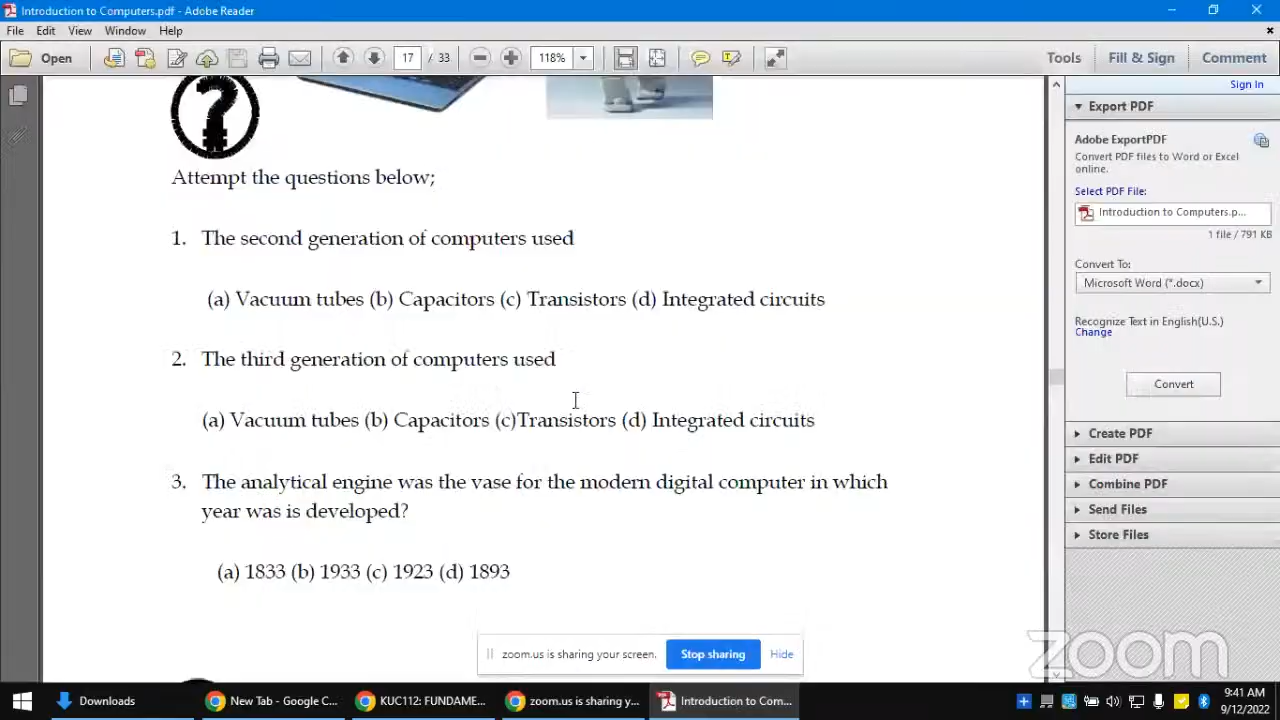 Introduction to Computers.pdf - Adobe Reader
File Edit View Window Help
Open 17 / 33 118% Tools Fill & Sign Comment
Sign In
Export PDF
Adobe ExportPDF
Convert PDF files to Word or Excel
online.
Select PDF File:
Introduction to Computers.p...
1 file / 791 KB
Convert To:
Microsoft Word (*.docx)
Recognize Text in English(U.S.)
Change
Convert
Create PDF
Edit PDF
Combine PDF
Send Files
Store Files
?
Attempt the questions below;
1. The second generation of computers used
(a) Vacuum tubes (b) Capacitors (c) Transistors (d) Integrated circuits
2. The third generation of computers used
(a) Vacuum tubes (b) Capacitors (c)Transistors (d) Integrated circuits
3. The analytical engine was the vase for the modern digital computer in which
year was is developed?
(a) 1833 (b) 1933 (c) 1923 (d) 1893
zoom.us is sharing your screen. Stop sharing Hide
zoom
Downloads New Tab - Google C... KUC112: FUNDAME... zoom.us is sharing y... Introduction to Com... 9:41 AM
9/12/2022